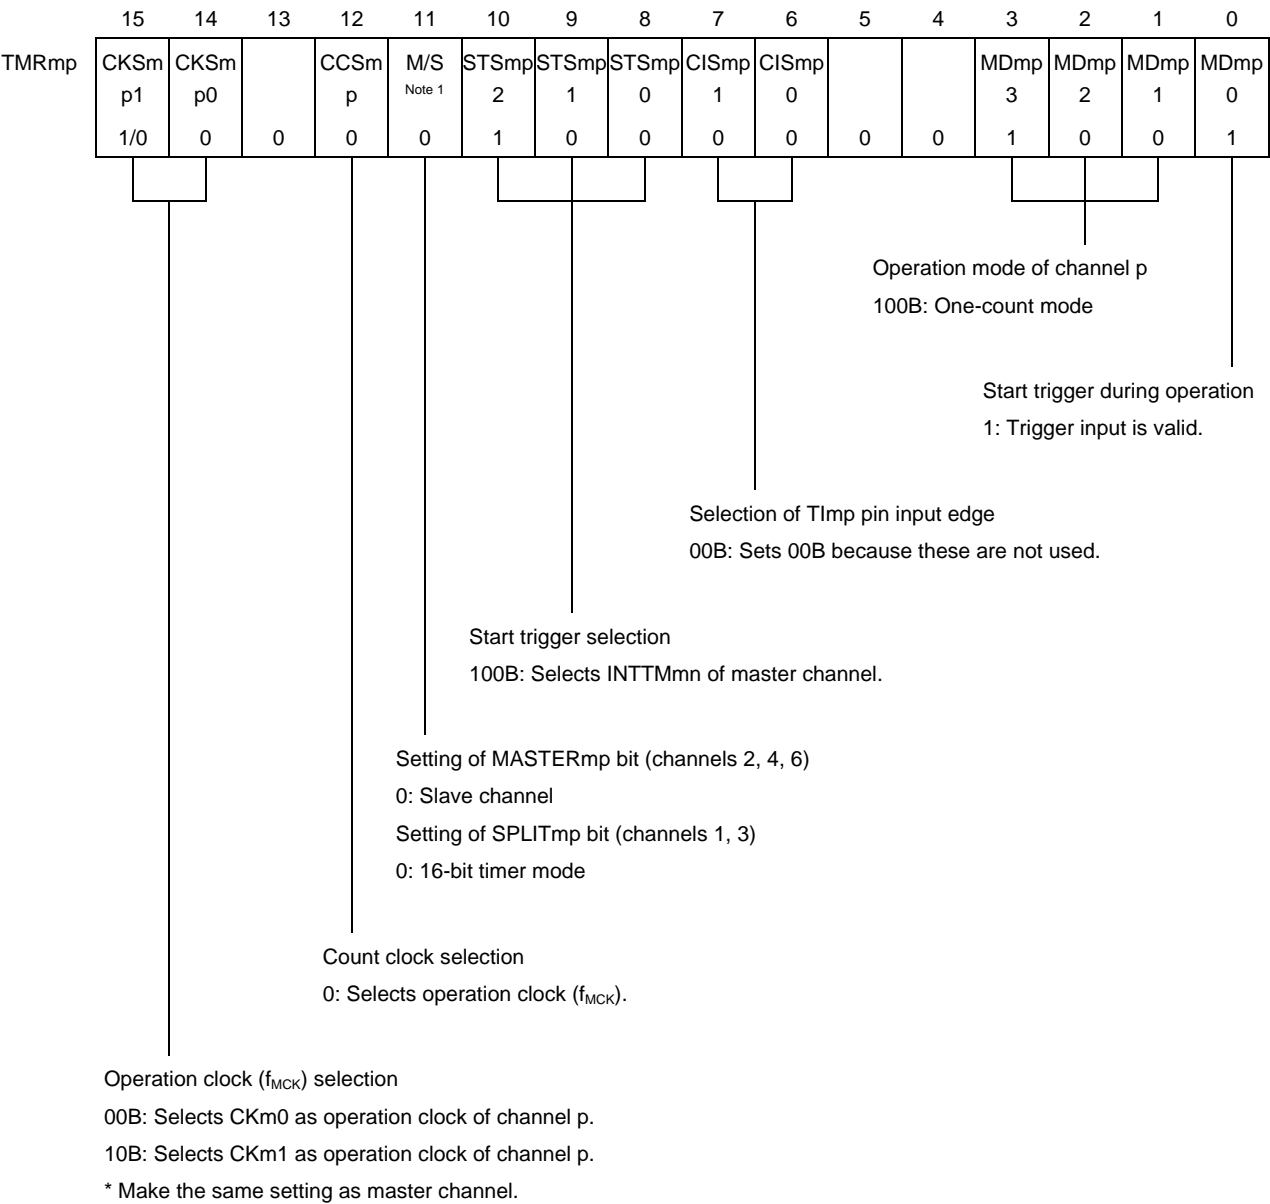 15 14 13 12 11 10 9 8 7 6 5 4 3 2 1 0
TMRmp CKSm CKSm CCSm M/S STSmp STSmp STSmp CISmp CISmp MDmp MDmp MDmp MDmp
p1 p0 p Note 1 2 1 0 1 0 3 2 1 0
1/0 0 0 0 0 1 0 0 0 0 0 0 1 0 0 1
Operation mode of channel p
100B: One-count mode
Start trigger during operation
1: Trigger input is valid.
Selection of TImp pin input edge
00B: Sets 00B because these are not used.
Start trigger selection
100B: Selects INTTMmn of master channel.
Setting of MASTERmp bit (channels 2, 4, 6)
0: Slave channel
Setting of SPLITmp bit (channels 1, 3)
0: 16-bit timer mode
Count clock selection
0: Selects operation clock (fMCK).
Operation clock (fMCK) selection
00B: Selects CKm0 as operation clock of channel p.
10B: Selects CKm1 as operation clock of channel p.
* Make the same setting as master channel.